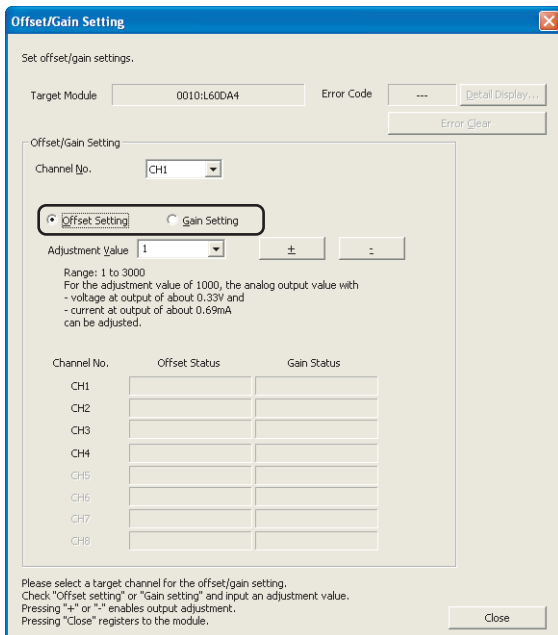 Offset/Gain Setting
Set offset/gain settings.
Target Module 0010:L60DA4 Error Code --- Detail Display...
Error Clear
Offset/Gain Setting
Channel No. CH1
Offset Setting Gain Setting
Adjustment Value 1 + -
Range: 1 to 3000
For the adjustment value of 1000, the analog output value with
- voltage at output of about 0.33V and
- current at output of about 0.69mA
can be adjusted.
Channel No. Offset Status Gain Status
CH1
CH2
CH3
CH4
CH5
CH6
CH7
CH8
Please select a target channel for the offset/gain setting.
Check "Offset setting" or "Gain setting" and input an adjustment value.
Pressing "+" or "-" enables output adjustment.
Pressing "Close" registers to the module.
Close